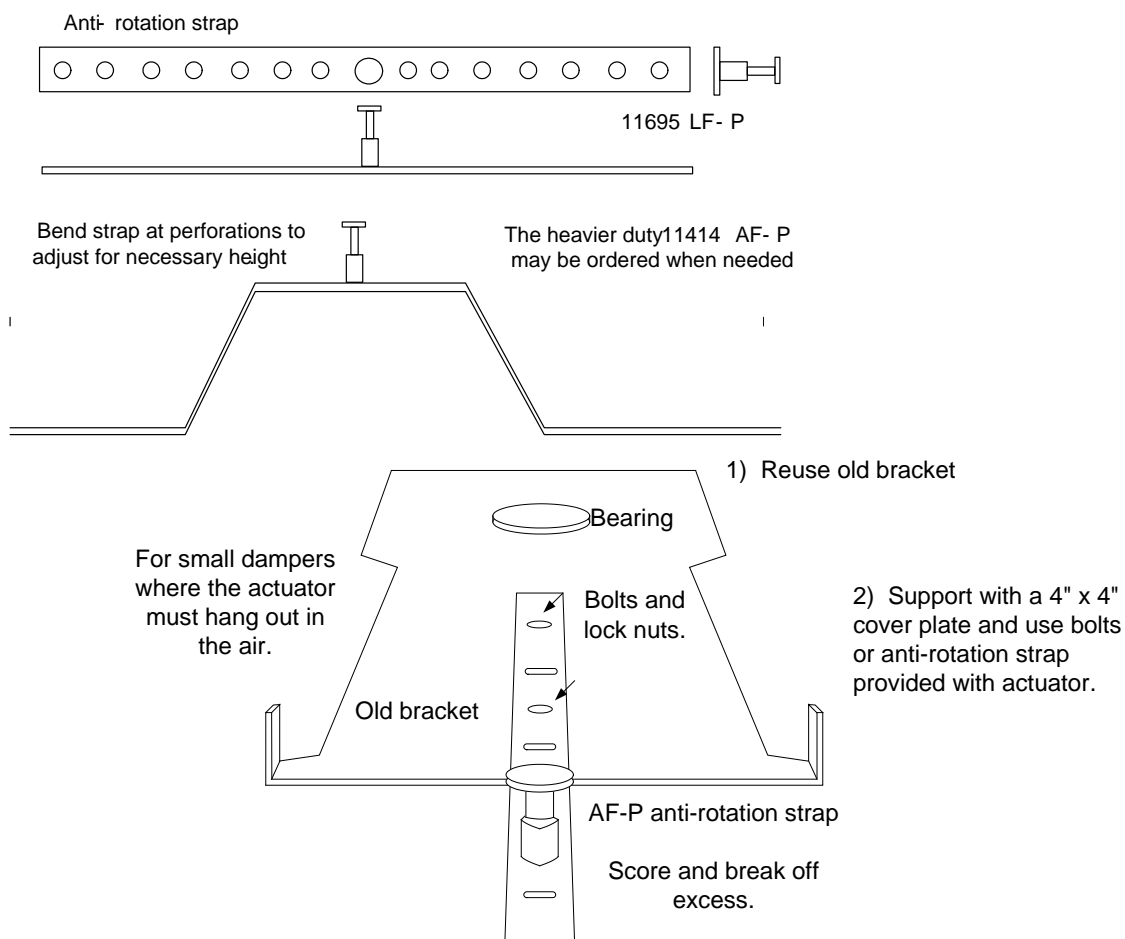 Anti- rotation strap
11695 LF- P
Bend strap at perforations to
adjust for necessary height
The heavier duty11414 AF- P
may be ordered when needed
1) Reuse old bracket
Bearing
For small dampers
where the actuator
must hang out in
the air.
Bolts and
lock nuts.
2) Support with a 4" x 4"
cover plate and use bolts
or anti-rotation strap
provided with actuator.
Old bracket
AF-P anti-rotation strap
Score and break off
excess.